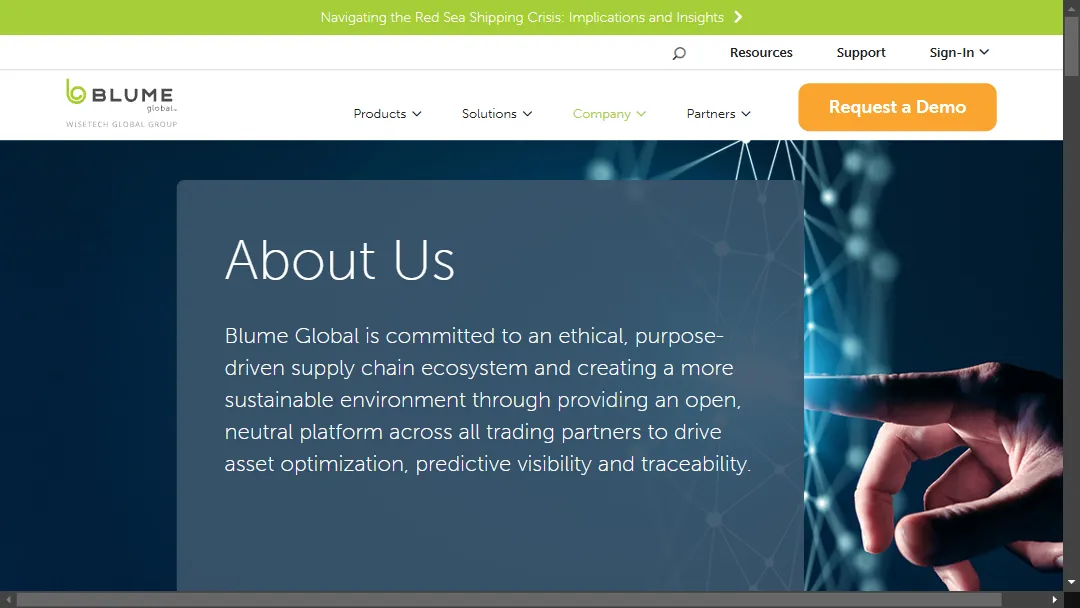 Navigating the Red Sea Shipping Crisis: Implications and Insights
Resources
Support
Sign-In
BLUME
global™
WISETECH GLOBAL GROUP
Products
Solutions
Company
Partners
Request a Demo
About Us
Blume Global is committed to an ethical, purpose-
driven supply chain ecosystem and creating a more
sustainable environment through providing an open,
neutral platform across all trading partners to drive
asset optimization, predictive visibility and traceability.